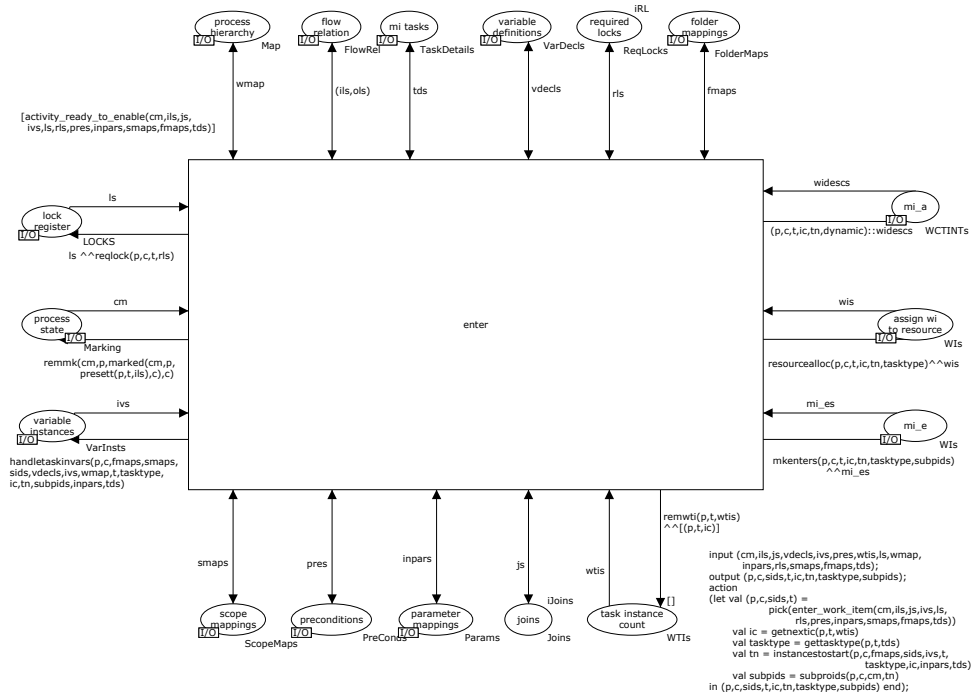 process
hierarchy
I/O
Map
flow
relation
I/O
FlowRel
mi tasks
I/O
TaskDetails
variable
definitions
I/O
VarDecls
iRL
required
locks
ReqLocks
folder
mappings
I/O
FolderMaps
wmap
(ils,ols)
tds
vdecls
rls
fmaps
[activity_ready_to_enable(cm,ils,js,
ivs,ls,rls,pres,inpars,smaps,fmaps,tds)]
ls
lock
register
I/O
LOCKS
ls ^^reqlock(p,c,t,rls)
widescs
mi_a
I/O
(p,c,t,ic,tn,dynamic)::widescs
WCTINTs
cm
process
state
I/O
Marking
remmk(cm,p,marked(cm,p,
presett(p,t,ils),c),c)
enter
wis
assign wi
to resource
I/O
WIs
resourcealloc(p,c,t,ic,tn,tasktype)^^wis
ivs
variable
instances
I/O
VarInsts
handletaskinvars(p,c,fmaps,smaps,
sids,vdecls,ivs,wmap,t,tasktype,
ic,tn,subpids,inpars,tds)
mi_es
mi_e
I/O
WIs
mkenters(p,c,t,ic,tn,tasktype,subpids)
^^mi_es
smaps
pres
inpars
js
wtis
remwti(p,t,wtis)
^^[(p,t,ic)]
scope
mappings
I/O
ScopeMaps
preconditions
I/O
PreConds
parameter
mappings
I/O
Params
iJoins
joins
Joins
[]
task instance
count
WTIs
input (cm,ils,js,vdecls,ivs,pres,wtis,ls,wmap,
inpars,rls,smaps,fmaps,tds);
output (p,c,sids,t,ic,tn,tasktype,subpids);
action
(let val (p,c,sids,t) =
pick(enter_work_item(cm,ils,js,ivs,ls,
rls,pres,inpars,smaps,fmaps,tds))
val ic = getnextic(p,t,wtis)
val tasktype = gettasktype(p,t,tds)
val tn = instancestostart(p,c,fmaps,sids,ivs,t,
tasktype,ic,inpars,tds)
val subpids = subproids(p,c,cm,tn)
in (p,c,sids,t,ic,tn,tasktype,subpids) end);